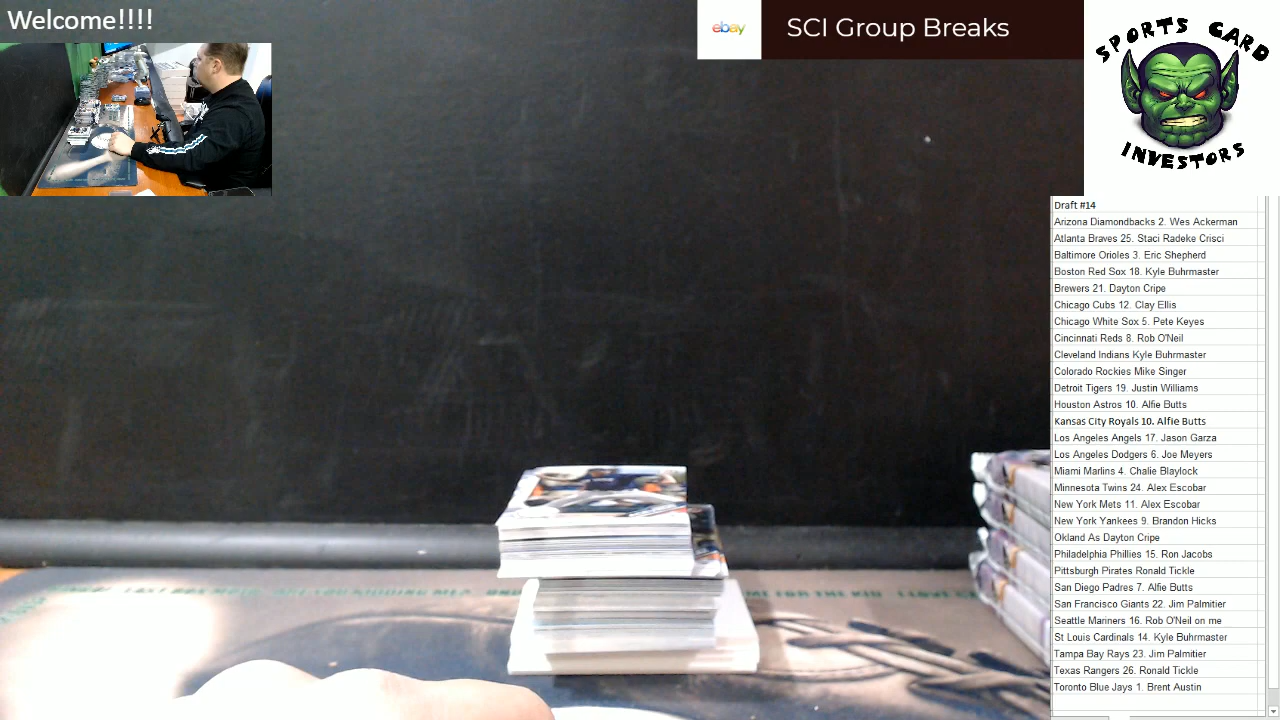 Welcome!!!!
ebay
SCI Group Breaks
SPORTS CARD
INVESTORS
Draft #14
Arizona Diamondbacks 2. Wes Ackerman
Atlanta Braves 25. Staci Radeke Crisci
Baltimore Orioles 3. Eric Shepherd
Boston Red Sox 18. Kyle Buhrmaster
Brewers 21. Dayton Cripe
Chicago Cubs 12. Clay Ellis
Chicago White Sox 5. Pete Keyes
Cincinnati Reds 8. Rob O'Neil
Cleveland Indians Kyle Buhrmaster
Colorado Rockies Mike Singer
Detroit Tigers 19. Justin Williams
Houston Astros 10. Alfie Butts
Kansas City Royals 10. Alfie Butts
Los Angeles Angels 17. Jason Garza
Los Angeles Dodgers 6. Joe Meyers
Miami Marlins 4. Chalie Blaylock
Minnesota Twins 24. Alex Escobar
New York Mets 11. Alex Escobar
New York Yankees 9. Brandon Hicks
Okland As Dayton Cripe
Philadelphia Phillies 15. Ron Jacobs
Pittsburgh Pirates Ronald Tickle
San Diego Padres 7. Alfie Butts
San Francisco Giants 22. Jim Palmitier
Seattle Mariners 16. Rob O'Neil on me
St Louis Cardinals 14. Kyle Buhrmaster
Tampa Bay Rays 23. Jim Palmitier
Texas Rangers 26. Ronald Tickle
Toronto Blue Jays 1. Brent Austin